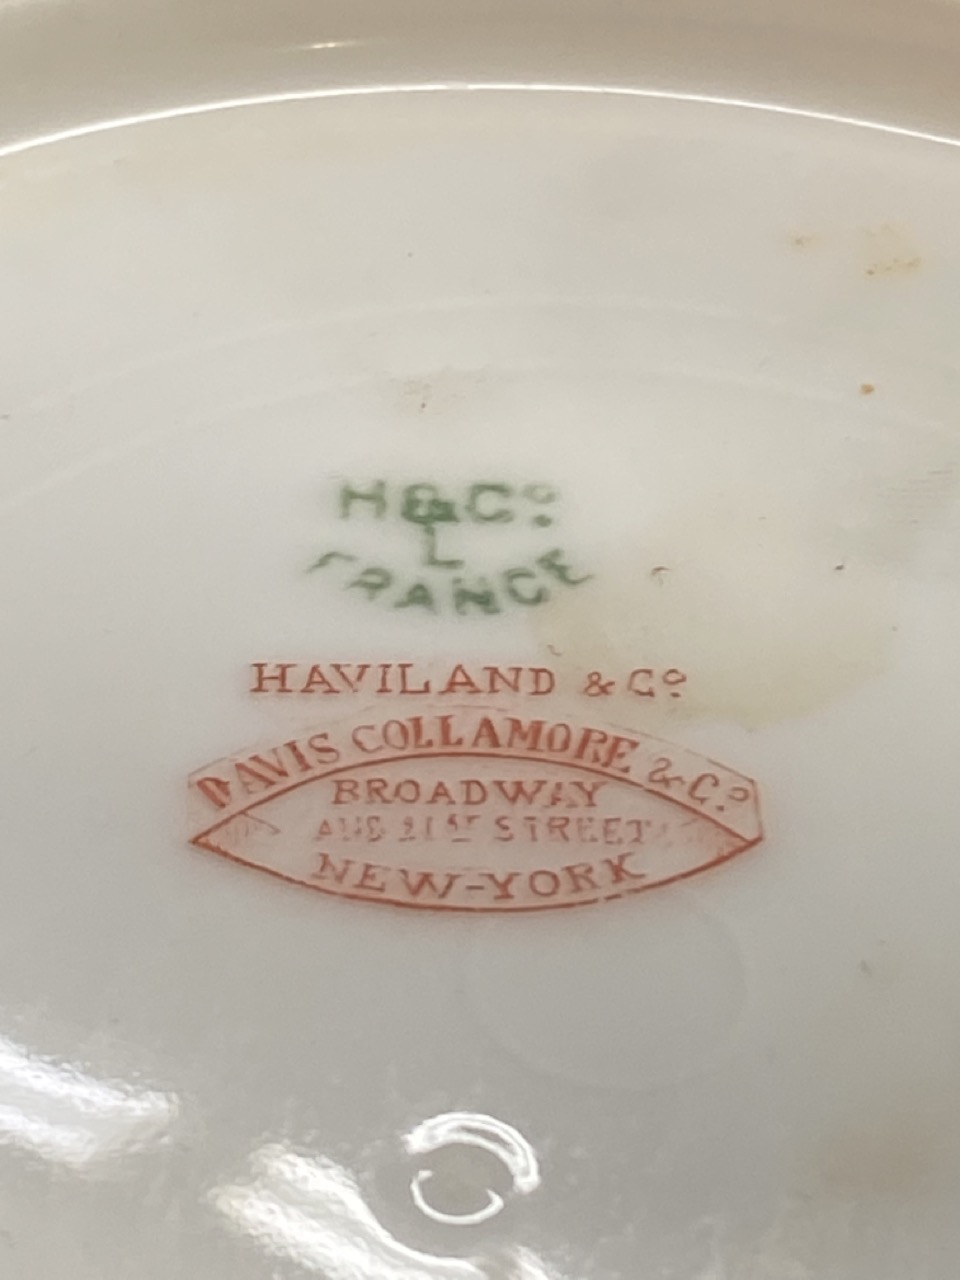 H&Cº
L
FRANCE
HAVILAND & Cº
DAVIS COLLAMORE & Cº
BROADWAY
AND 21ST STREET
NEW-YORK